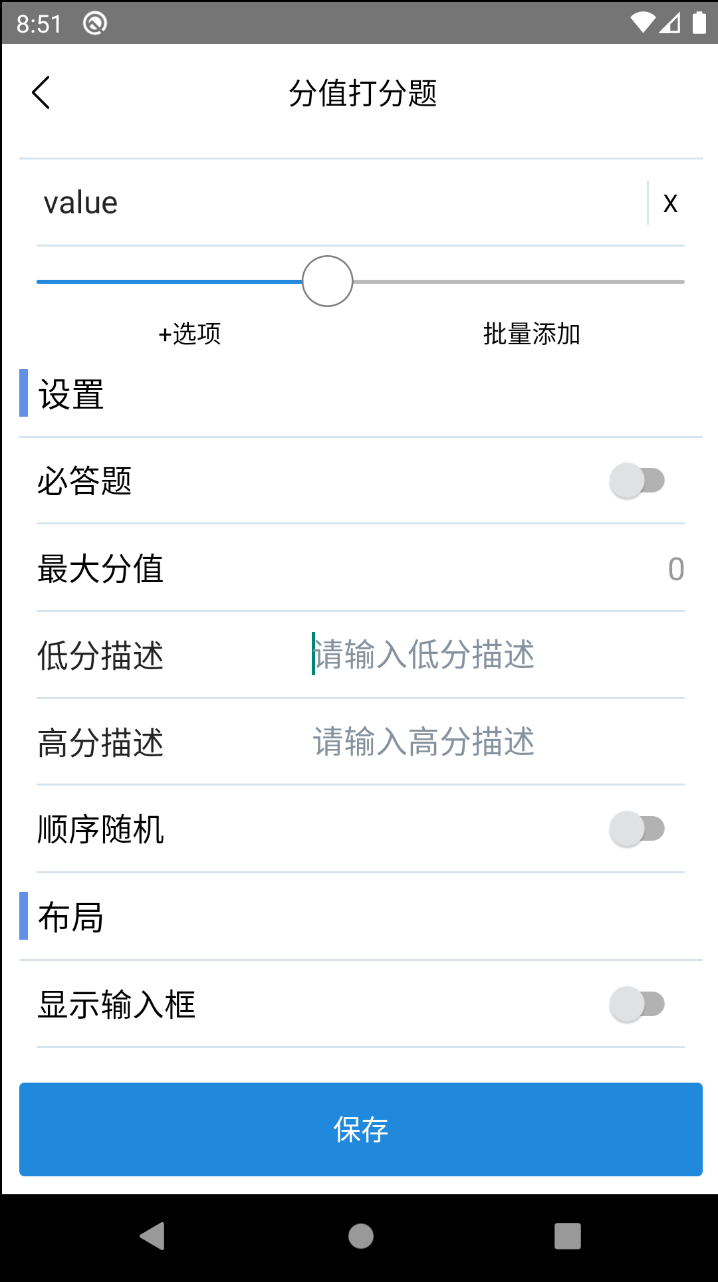 8:51
分值打分题
value
X
+选项
批量添加
设置
必答题
最大分值
0
低分描述
请输入低分描述
高分描述
请输入高分描述
顺序随机
布局
显示输入框
保存